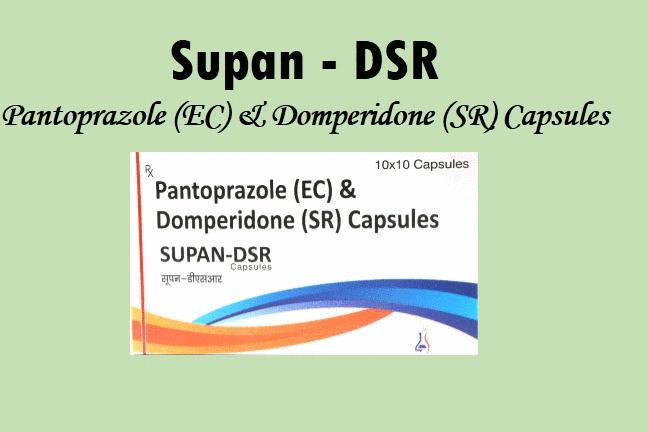 Supan - DSR
Pantoprazole (EC) & Domperidone (SR) Capsules
Rx
10x10 Capsules
Pantoprazole (EC) &
Domperidone (SR) Capsules
SUPAN-DSR
Capsules
सूपन-डीएसआर